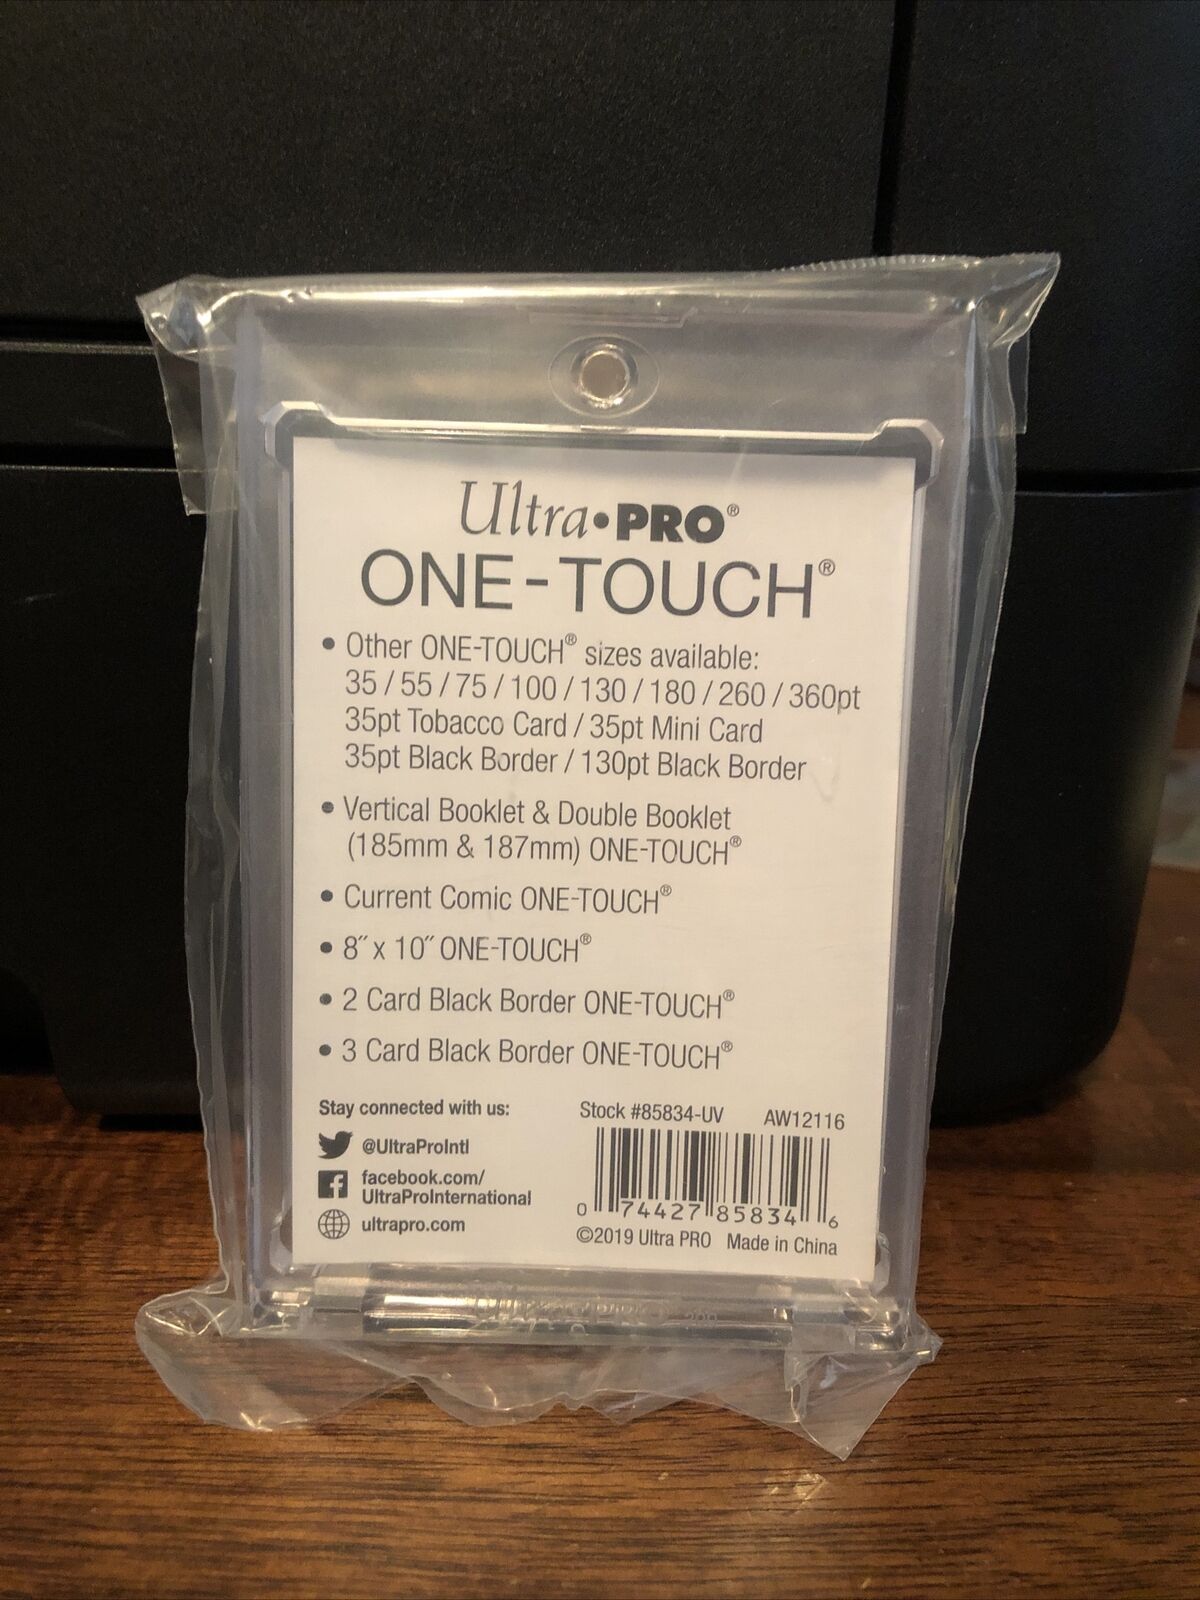 Ultra•PRO®
ONE-TOUCH®
• Other ONE-TOUCH® sizes available:
35 / 55 / 75 / 100 / 130 / 180 / 260 / 360pt
35pt Tobacco Card / 35pt Mini Card
35pt Black Border / 130pt Black Border
• Vertical Booklet & Double Booklet
(185mm & 187mm) ONE-TOUCH®
• Current Comic ONE-TOUCH®
• 8″ x 10″ ONE-TOUCH®
• 2 Card Black Border ONE-TOUCH®
• 3 Card Black Border ONE-TOUCH®
Stay connected with us:
@UltraProIntl
facebook.com/
UltraProInternational
ultrapro.com
Stock #85834-UV AW12116
0 74427 85834 6
©2019 Ultra PRO Made in China